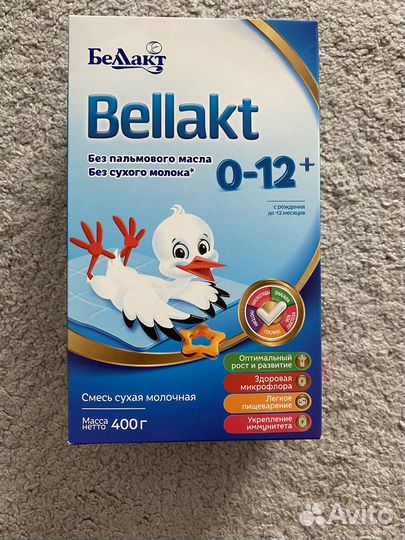 Беллакт
Bellakt
Без пальмового масла
Без сухого молока*
0-12+
с рождения
до 12 месяцев
Оптимальный
рост и развитие
Здоровая
микрофлора
Легкое
пищеварение
Укрепление
иммунитета
Смесь сухая молочная
Масса
нетто 400 г
Avito